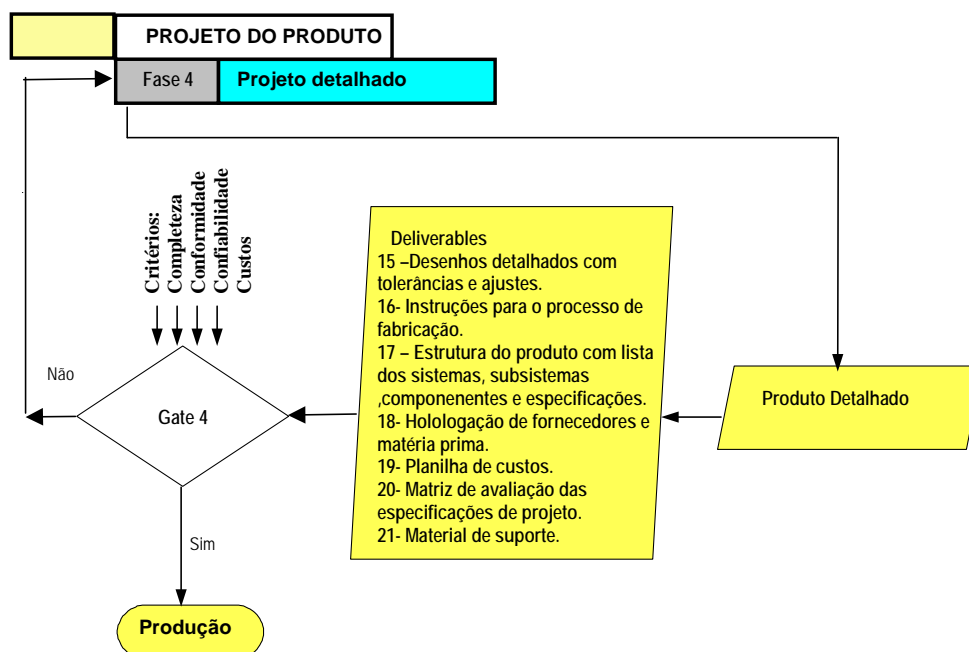 PROJETO DO PRODUTO
Fase 4
Projeto detalhado
Critérios:
Completeza
Conformidade
Confiabilidade
Custos
Deliverables
15 –Desenhos detalhados com
tolerâncias e ajustes.
16- Instruções para o processo de
fabricação.
17 – Estrutura do produto com lista
dos sistemas, subsistemas
,componenentes e especificações.
18- Holologação de fornecedores e
matéria prima.
19- Planilha de custos.
20- Matriz de avaliação das
especificações de projeto.
21- Material de suporte.
Produto Detalhado
Não
Gate 4
Sim
Produção